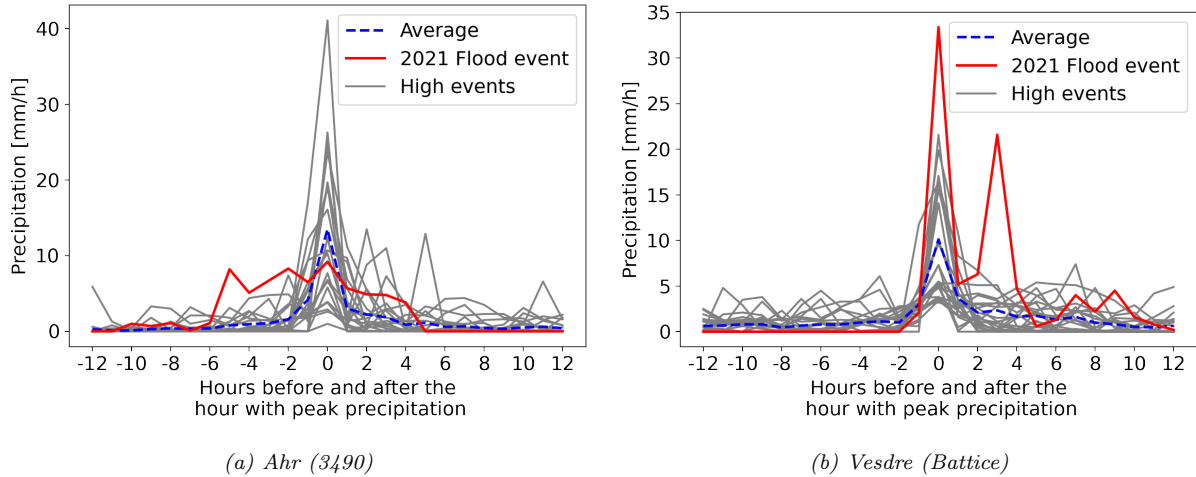 Precipitation [mm/h]
40
30
20
10
0
Average
2021 Flood event
High events
-12 -10 -8 -6 -4 -2 0 2 4 6 8 10 12
Hours before and after the
hour with peak precipitation
(a) Ahr (3490)
Precipitation [mm/h]
35
30
25
20
15
10
5
0
Average
2021 Flood event
High events
-12 -10 -8 -6 -4 -2 0 2 4 6 8 10 12
Hours before and after the
hour with peak precipitation
(b) Vesdre (Battice)